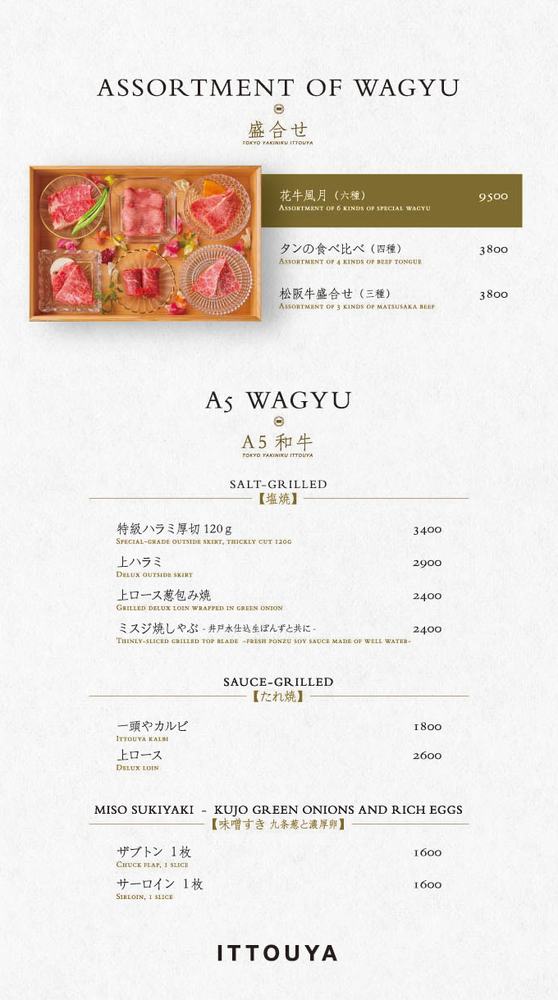 ASSORTMENT OF WAGYU
盛合せ
TOKYO YAKINIKU ITTOUYA
花牛風月（六種） 9500
Assortment of 6 kinds of special wagyu
タンの食べ比べ（四種） 3800
Assortment of 4 kinds of beef tongue
松阪牛盛合せ（三種） 3800
Assortment of 3 kinds of Matsusaka beef
A5 WAGYU
A5和牛
TOKYO YAKINIKU ITTOUYA
SALT-GRILLED
【塩焼】
特級ハラミ厚切 120g 3400
Special-grade outside skirt, thickly cut 120g
上ハラミ 2900
Delux outside skirt
上ロース葱包み焼 2400
Grilled delux loin wrapped in green onion
ミスジ焼しゃぶ - 井戸水仕込生ぽんずと共に - 2400
Thinly-sliced grilled top blade -fresh ponzu soy sauce made of well water-
SAUCE-GRILLED
【たれ焼】
一頭やカルビ 1800
Ittouya kalbi
上ロース 2600
Delux loin
MISO SUKIYAKI - KUJO GREEN ONIONS AND RICH EGGS
【味噌すき 九条葱と濃厚卵】
ザブトン 1枚 1600
Chuck flap, 1 slice
サーロイン 1枚 1600
Sirloin, 1 slice
ITTOUYA